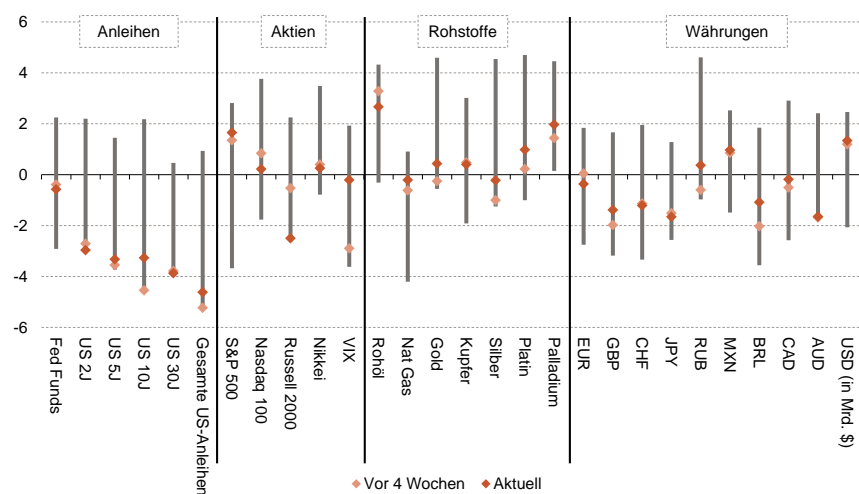 Anleihen Aktien Rohstoffe Währungen
6
4
2
0
-2
-4
-6
Fed Funds
US 2J
US 5J
US 10J
US 30J
Gesamte US-Anleihen
S&P 500
Nasdaq 100
Russell 2000
Nikkei
VIX
Rohöl
Nat Gas
Gold
Kupfer
Silber
Platin
Palladium
EUR
GBP
CHF
JPY
RUB
MXN
BRL
CAD
AUD
USD (in Mrd. $)
Vor 4 Wochen Aktuell